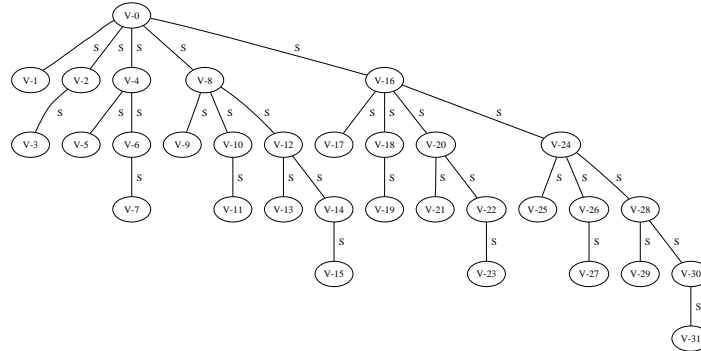 V-0
S S S S S
V-1 V-2 V-4 V-8 V-16
S S S S S S S S S S
V-3 V-5 V-6 V-9 V-10 V-12 V-17 V-18 V-20 V-24
S S S S S S S S S S
V-7 V-11 V-13 V-14 V-19 V-21 V-22 V-25 V-26 V-28
S S S S S
V-15 V-23 V-27 V-29 V-30
S
V-31